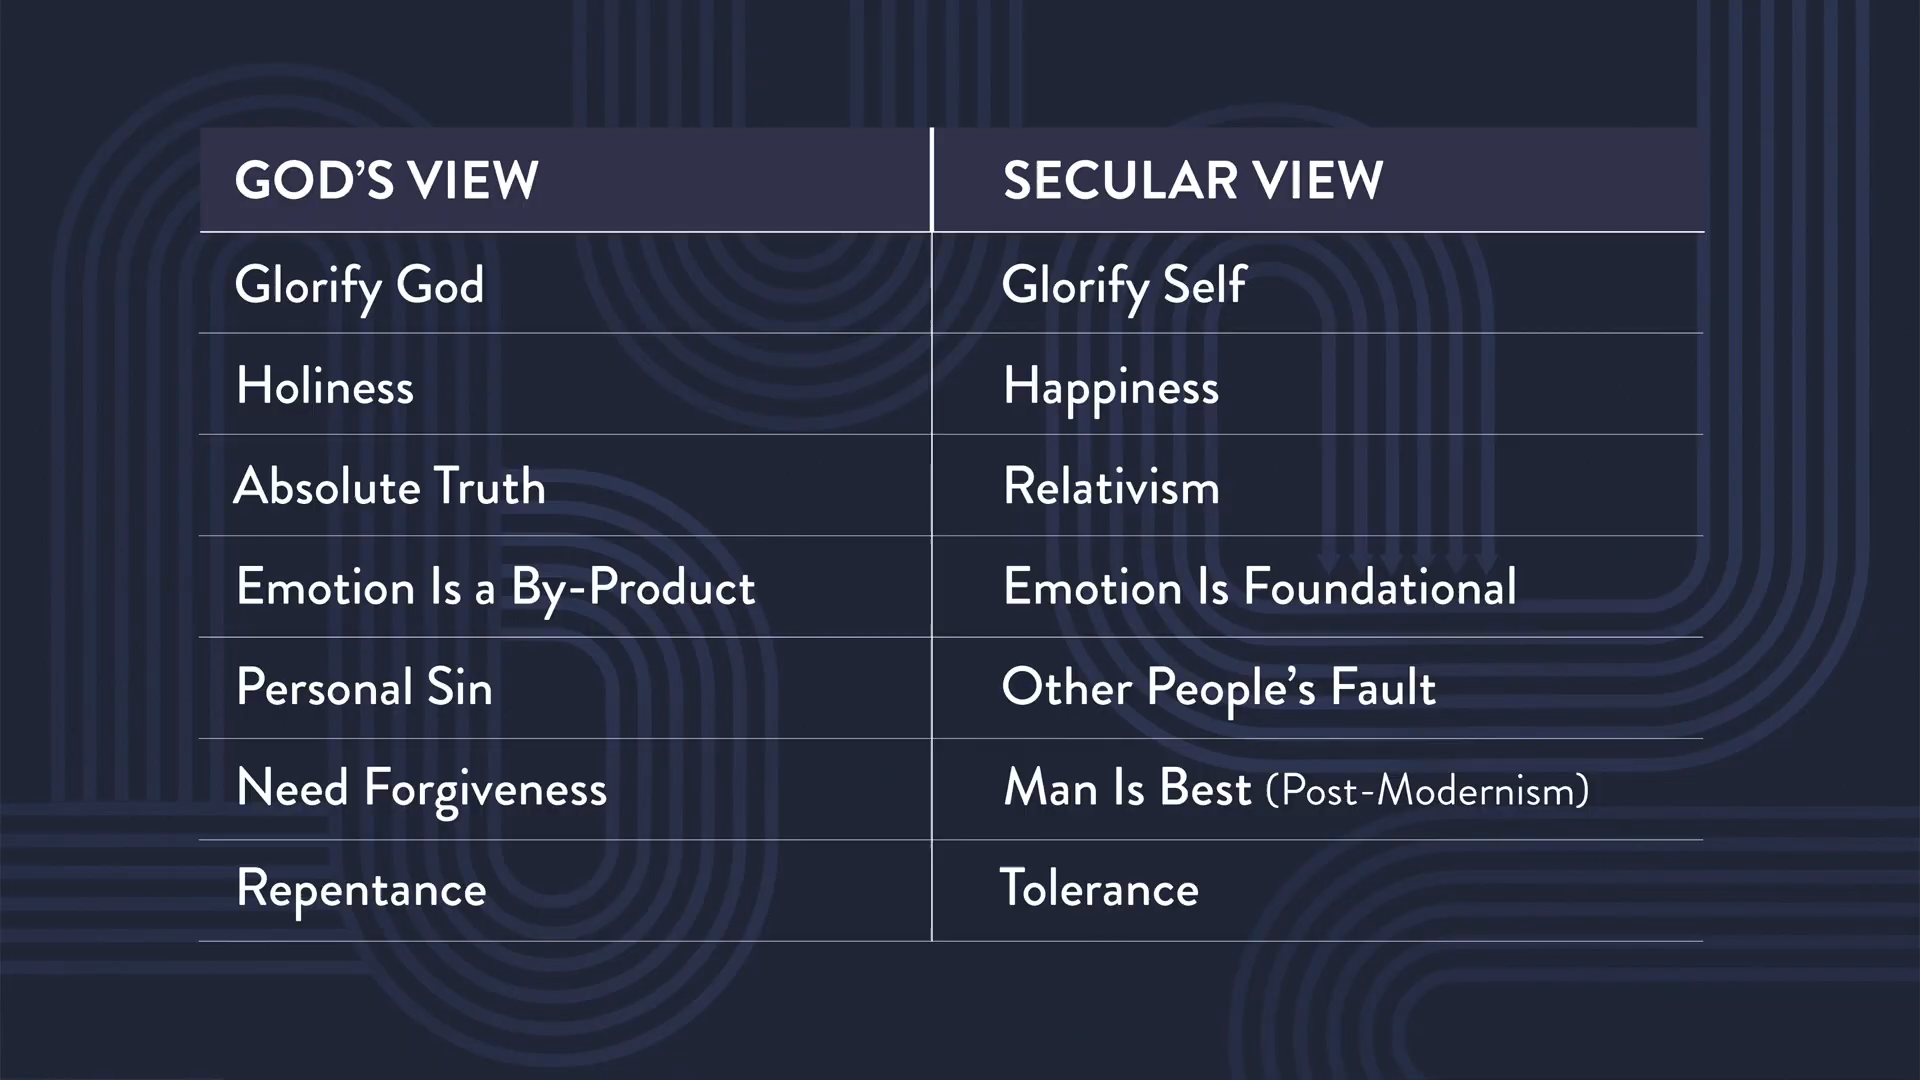 GOD'S VIEW
SECULAR VIEW
Glorify God
Glorify Self
Holiness
Happiness
Absolute Truth
Relativism
Emotion Is a By-Product
Emotion Is Foundational
Personal Sin
Other People's Fault
Need Forgiveness
Man Is Best (Post-Modernism)
Repentance
Tolerance